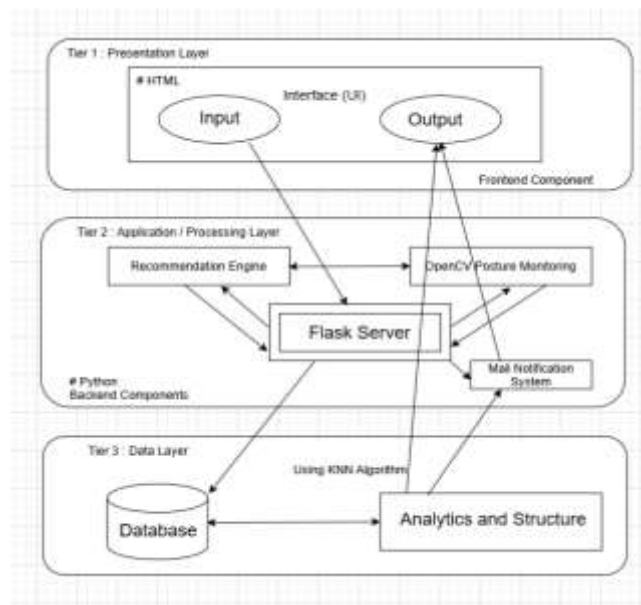 Tier 1 : Presentation Layer
# HTML
Interface (UI)
Input
Output
Frontend Component
Tier 2 : Application / Processing Layer
Recommendation Engine
OpenCV Posture Monitoring
Flask Server
Mail Notification
System
# Python
Backend Components
Tier 3 : Data Layer
Using KNN Algorithm
Database
Analytics and Structure